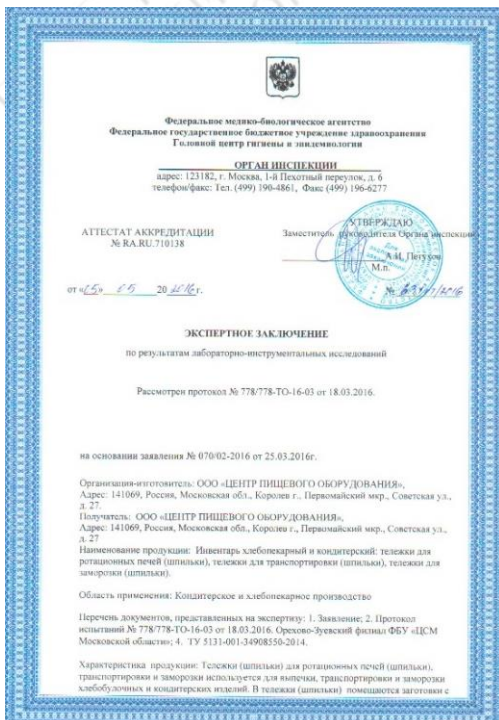 Федеральное медико-биологическое агентство
Федеральное государственное бюджетное учреждение здравоохранения
Головной центр гигиены и эпидемиологии
ОРГАН ИНСПЕКЦИИ
адрес: 123182, г. Москва, 1-й Пехотный переулок, д. 6
телефон/факс: Тел. (499) 190-4861, Факс (499) 196-6277
УТВЕРЖДАЮ
АТТЕСТАТ АККРЕДИТАЦИИ
Заместитель руководителя Органа инспекции
№ RA.RU.710138
А.И. Петухов
М.п.
от 20 г.
№
ЭКСПЕРТНОЕ ЗАКЛЮЧЕНИЕ
по результатам лабораторно-инструментальных исследований
Рассмотрен протокол № 778/778-ТО-16-03 от 18.03.2016.
на основании заявления № 070/02-2016 от 25.03.2016г.
Организация-изготовитель: ООО «ЦЕНТР ПИЩЕВОГО ОБОРУДОВАНИЯ»,
Адрес: 141069, Россия, Московская обл., Королев г., Первомайский мкр., Советская ул.,
д. 27.
Получатель: ООО «ЦЕНТР ПИЩЕВОГО ОБОРУДОВАНИЯ»,
Адрес: 141069, Россия, Московская обл., Королев г., Первомайский мкр., Советская ул.,
д. 27
Наименование продукции: Инвентарь хлебопекарный и кондитерский: тележки для
ротационных печей (шпильки), тележки для транспортировки (шпильки), тележки для
заморозки (шпильки).
Область применения: Кондитерское и хлебопекарное производство
Перечень документов, представленных на экспертизу: 1. Заявление; 2. Протокол
испытаний № 778/778-ТО-16-03 от 18.03.2016. Орехово-Зуевский филиал ФБУ «ЦСМ
Московской области»; 4. ТУ 5131-001-34908550-2014.
Характеристика продукции: Тележки (шпильки) для ротационных печей (шпильки),
транспортировки и заморозки используется для выпечки, транспортировки и заморозки
хлебобулочных и кондитерских изделий. В тележки (шпильки) помещаются заготовки с